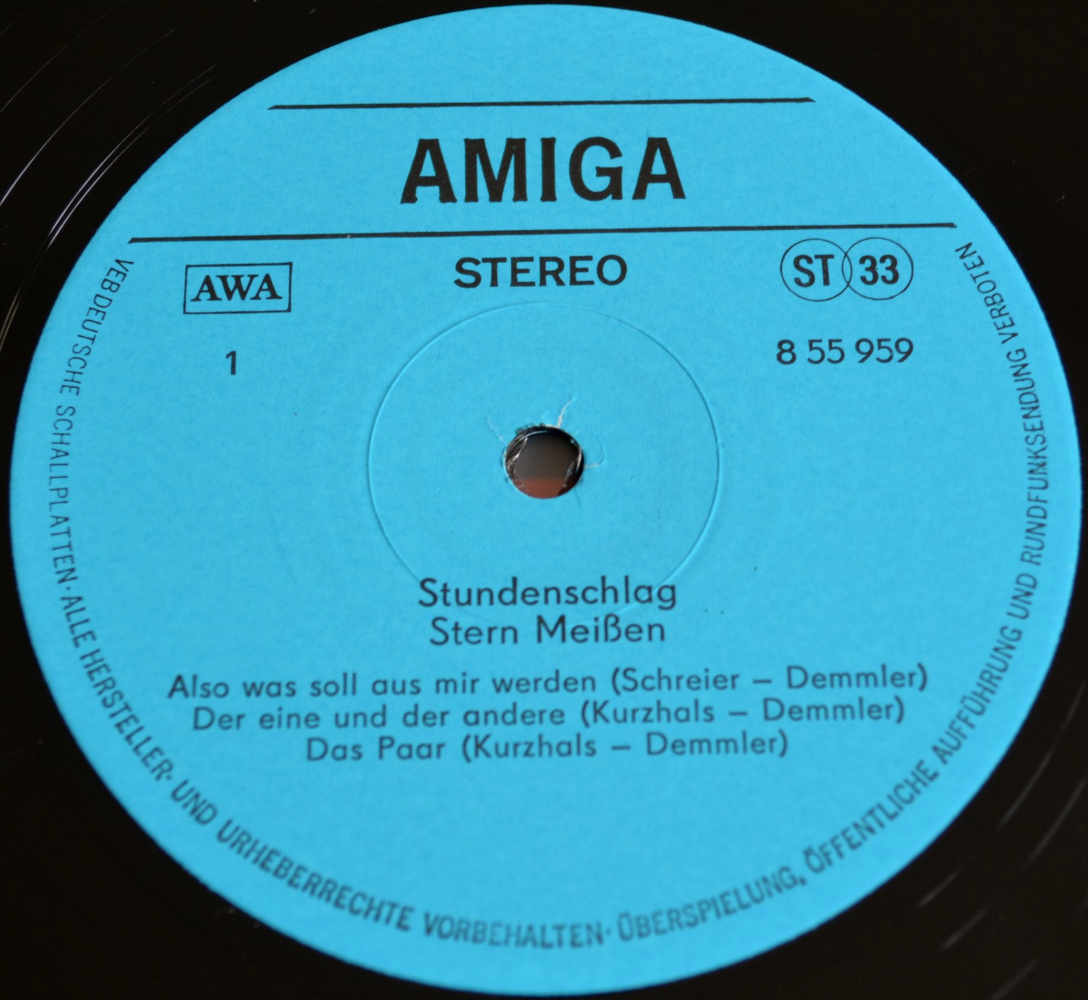 AMIGA
AWA
STEREO
ST 33
1
8 55 959
Stundenschlag
Stern Meißen
Also was soll aus mir werden (Schreier – Demmler)
Der eine und der andere (Kurzhals – Demmler)
Das Paar (Kurzhals – Demmler)
VEB DEUTSCHE SCHALLPLATTEN · ALLE HERSTELLER- UND URHEBERRECHTE VORBEHALTEN · ÜBERSPIELUNG, ÖFFENTLICHE AUFFÜHRUNG UND RUNDFUNKSENDUNG VERBOTEN